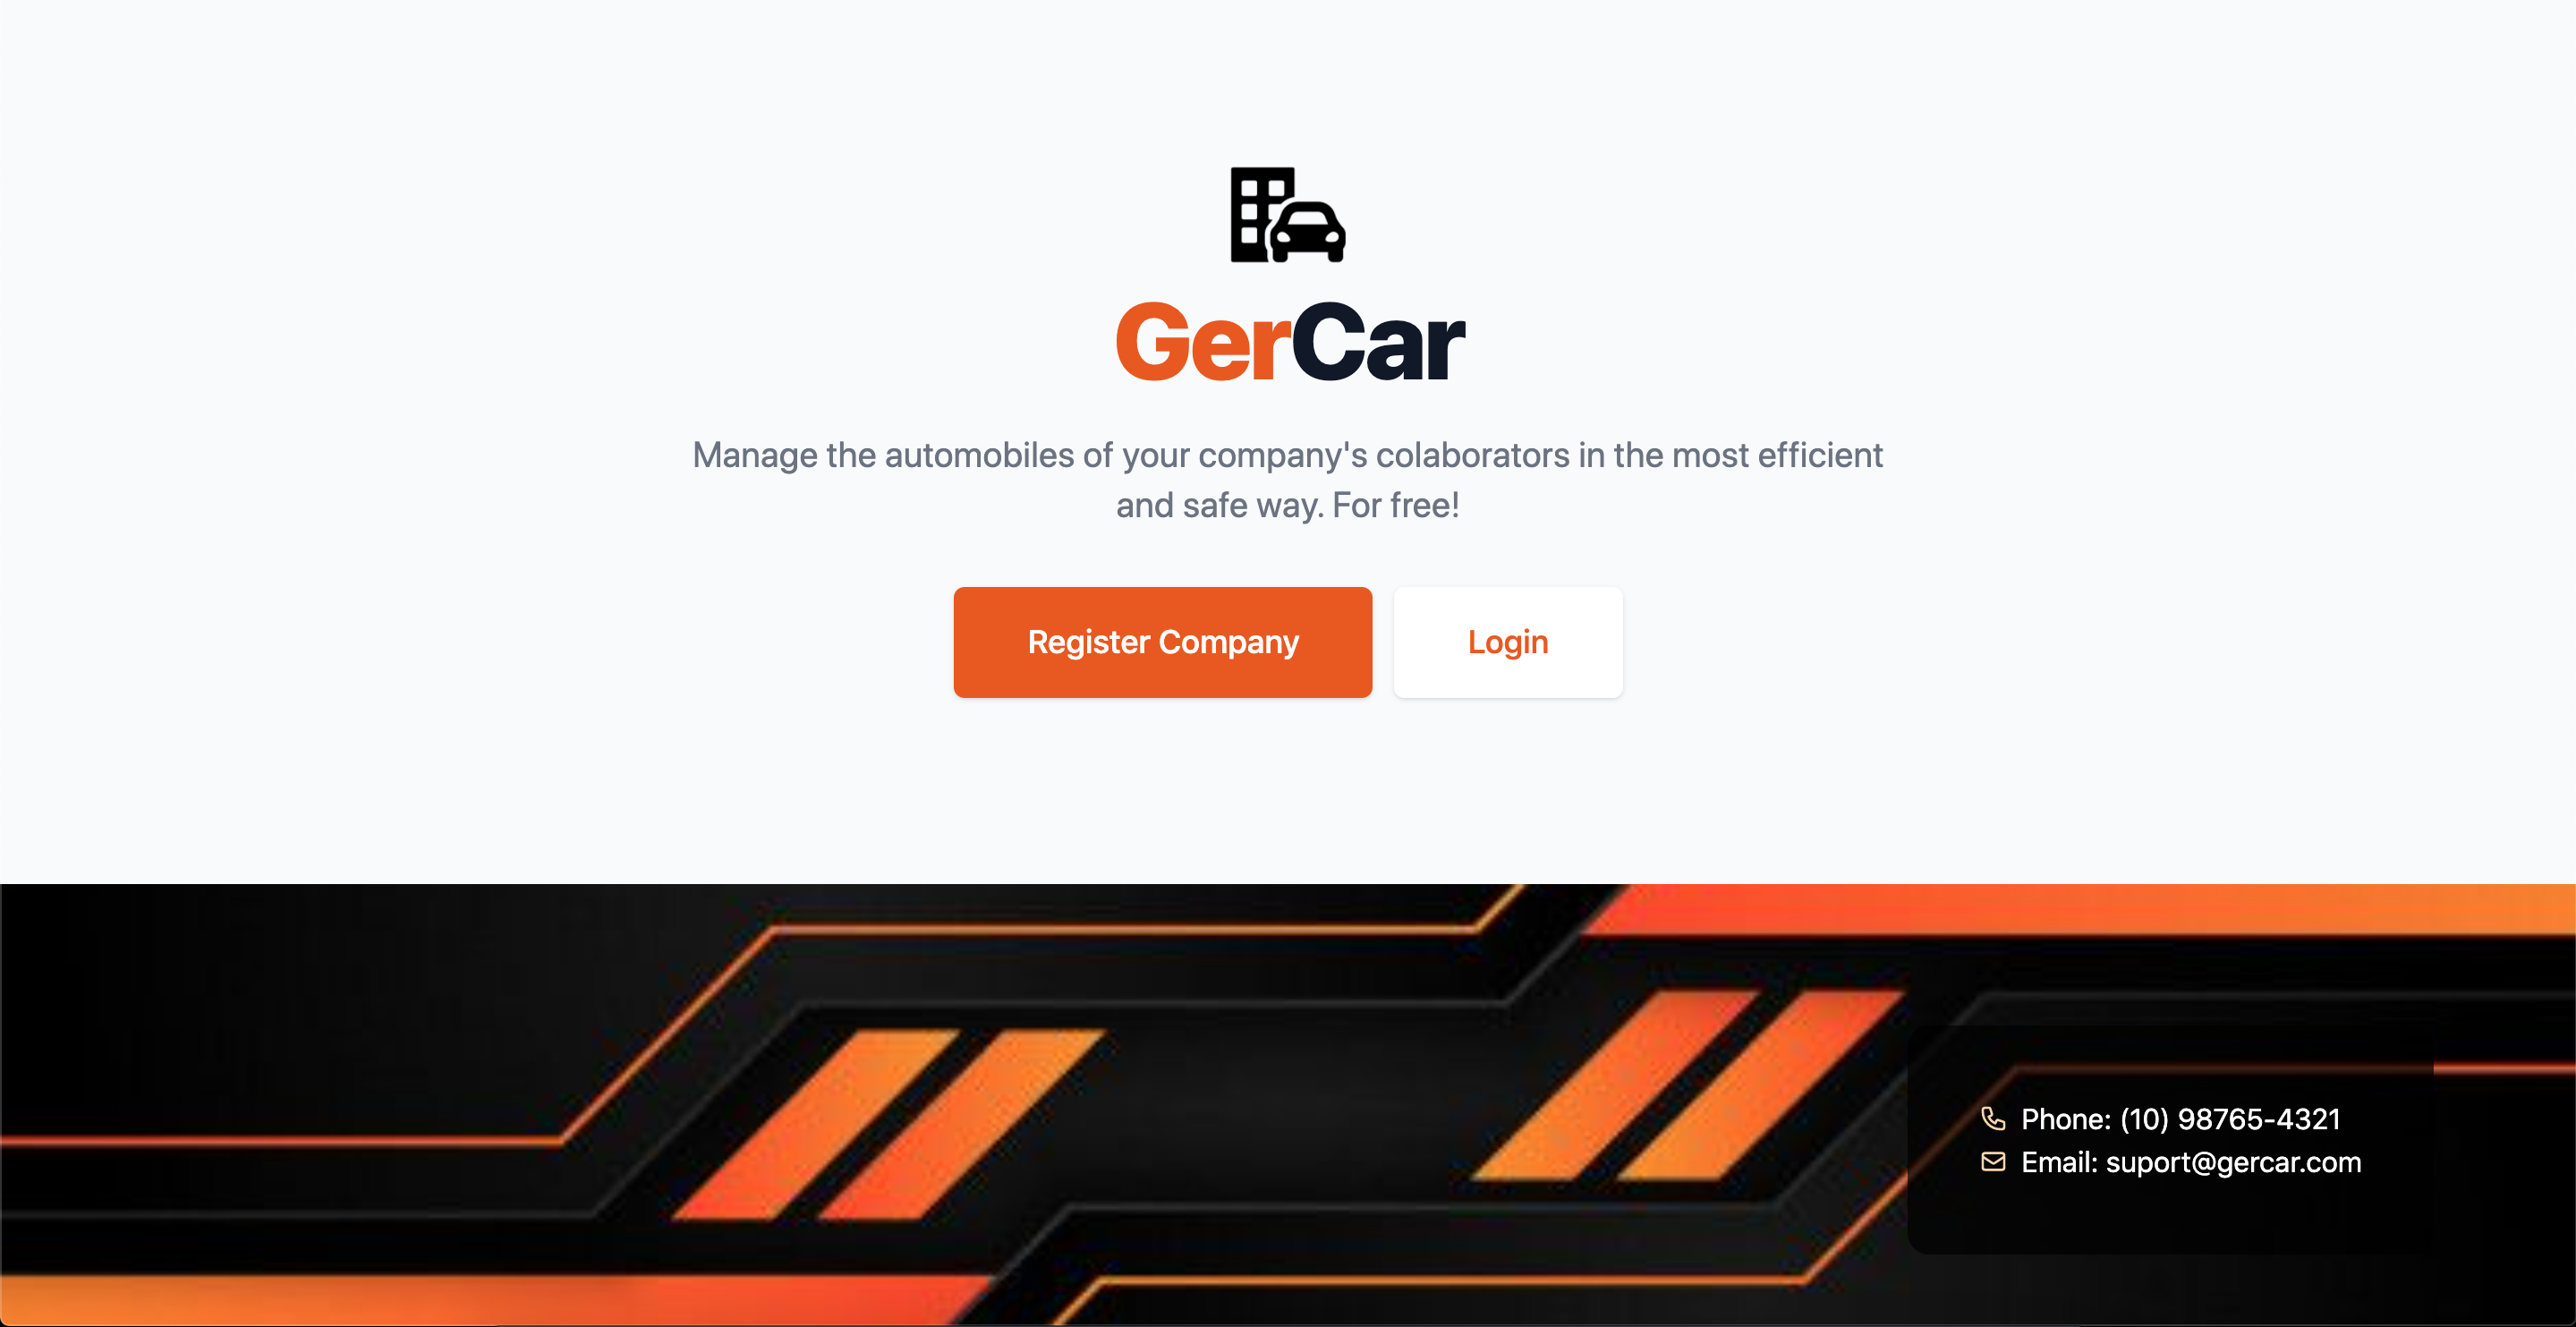 GerCar
Manage the automobiles of your company's colaborators in the most efficient
and safe way. For free!
Register Company
Login
Phone: (10) 98765-4321
Email: suport@gercar.com